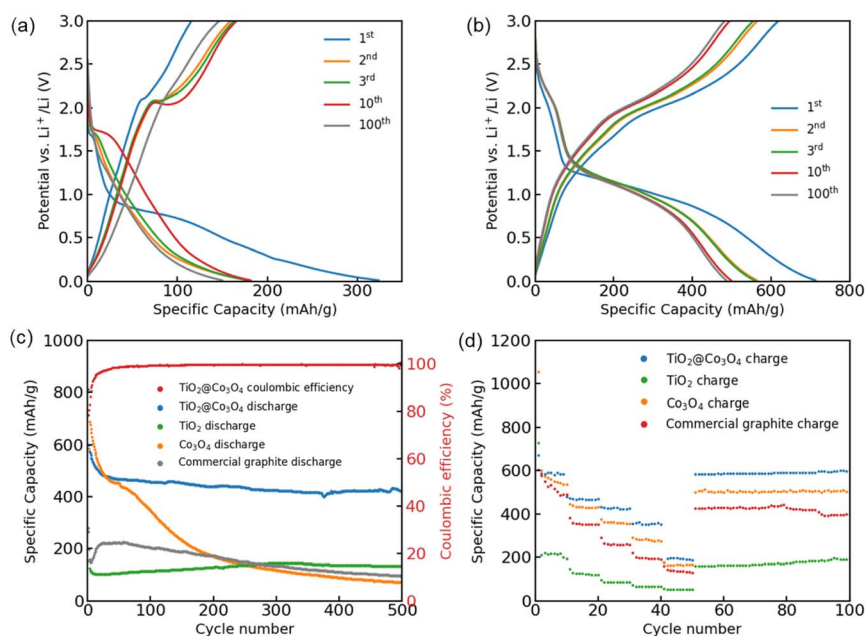 (a)
3.0
2.5
2.0
1.5
1.0
0.5
0.0
Potential vs. Li⁺/Li (V)
1ˢᵗ
2ⁿᵈ
3ʳᵈ
10ᵗʰ
100ᵗʰ
0 100 200 300
Specific Capacity (mAh/g)
(b)
3.0
2.5
2.0
1.5
1.0
0.5
0.0
Potential vs. Li⁺/Li (V)
1ˢᵗ
2ⁿᵈ
3ʳᵈ
10ᵗʰ
100ᵗʰ
0 200 400 600 800
Specific Capacity (mAh/g)
(c)
1000
800
600
400
200
0
Specific Capacity (mAh/g)
TiO₂@Co₃O₄ coulombic efficiency
TiO₂@Co₃O₄ discharge
TiO₂ discharge
Co₃O₄ discharge
Commercial graphite discharge
100
80
60
40
20
0
Coulombic efficiency (%)
0 100 200 300 400 500
Cycle number
(d)
1200
1000
800
600
400
200
0
Specific Capacity (mAh/g)
TiO₂@Co₃O₄ charge
TiO₂ charge
Co₃O₄ charge
Commercial graphite charge
0 20 40 60 80 100
Cycle number